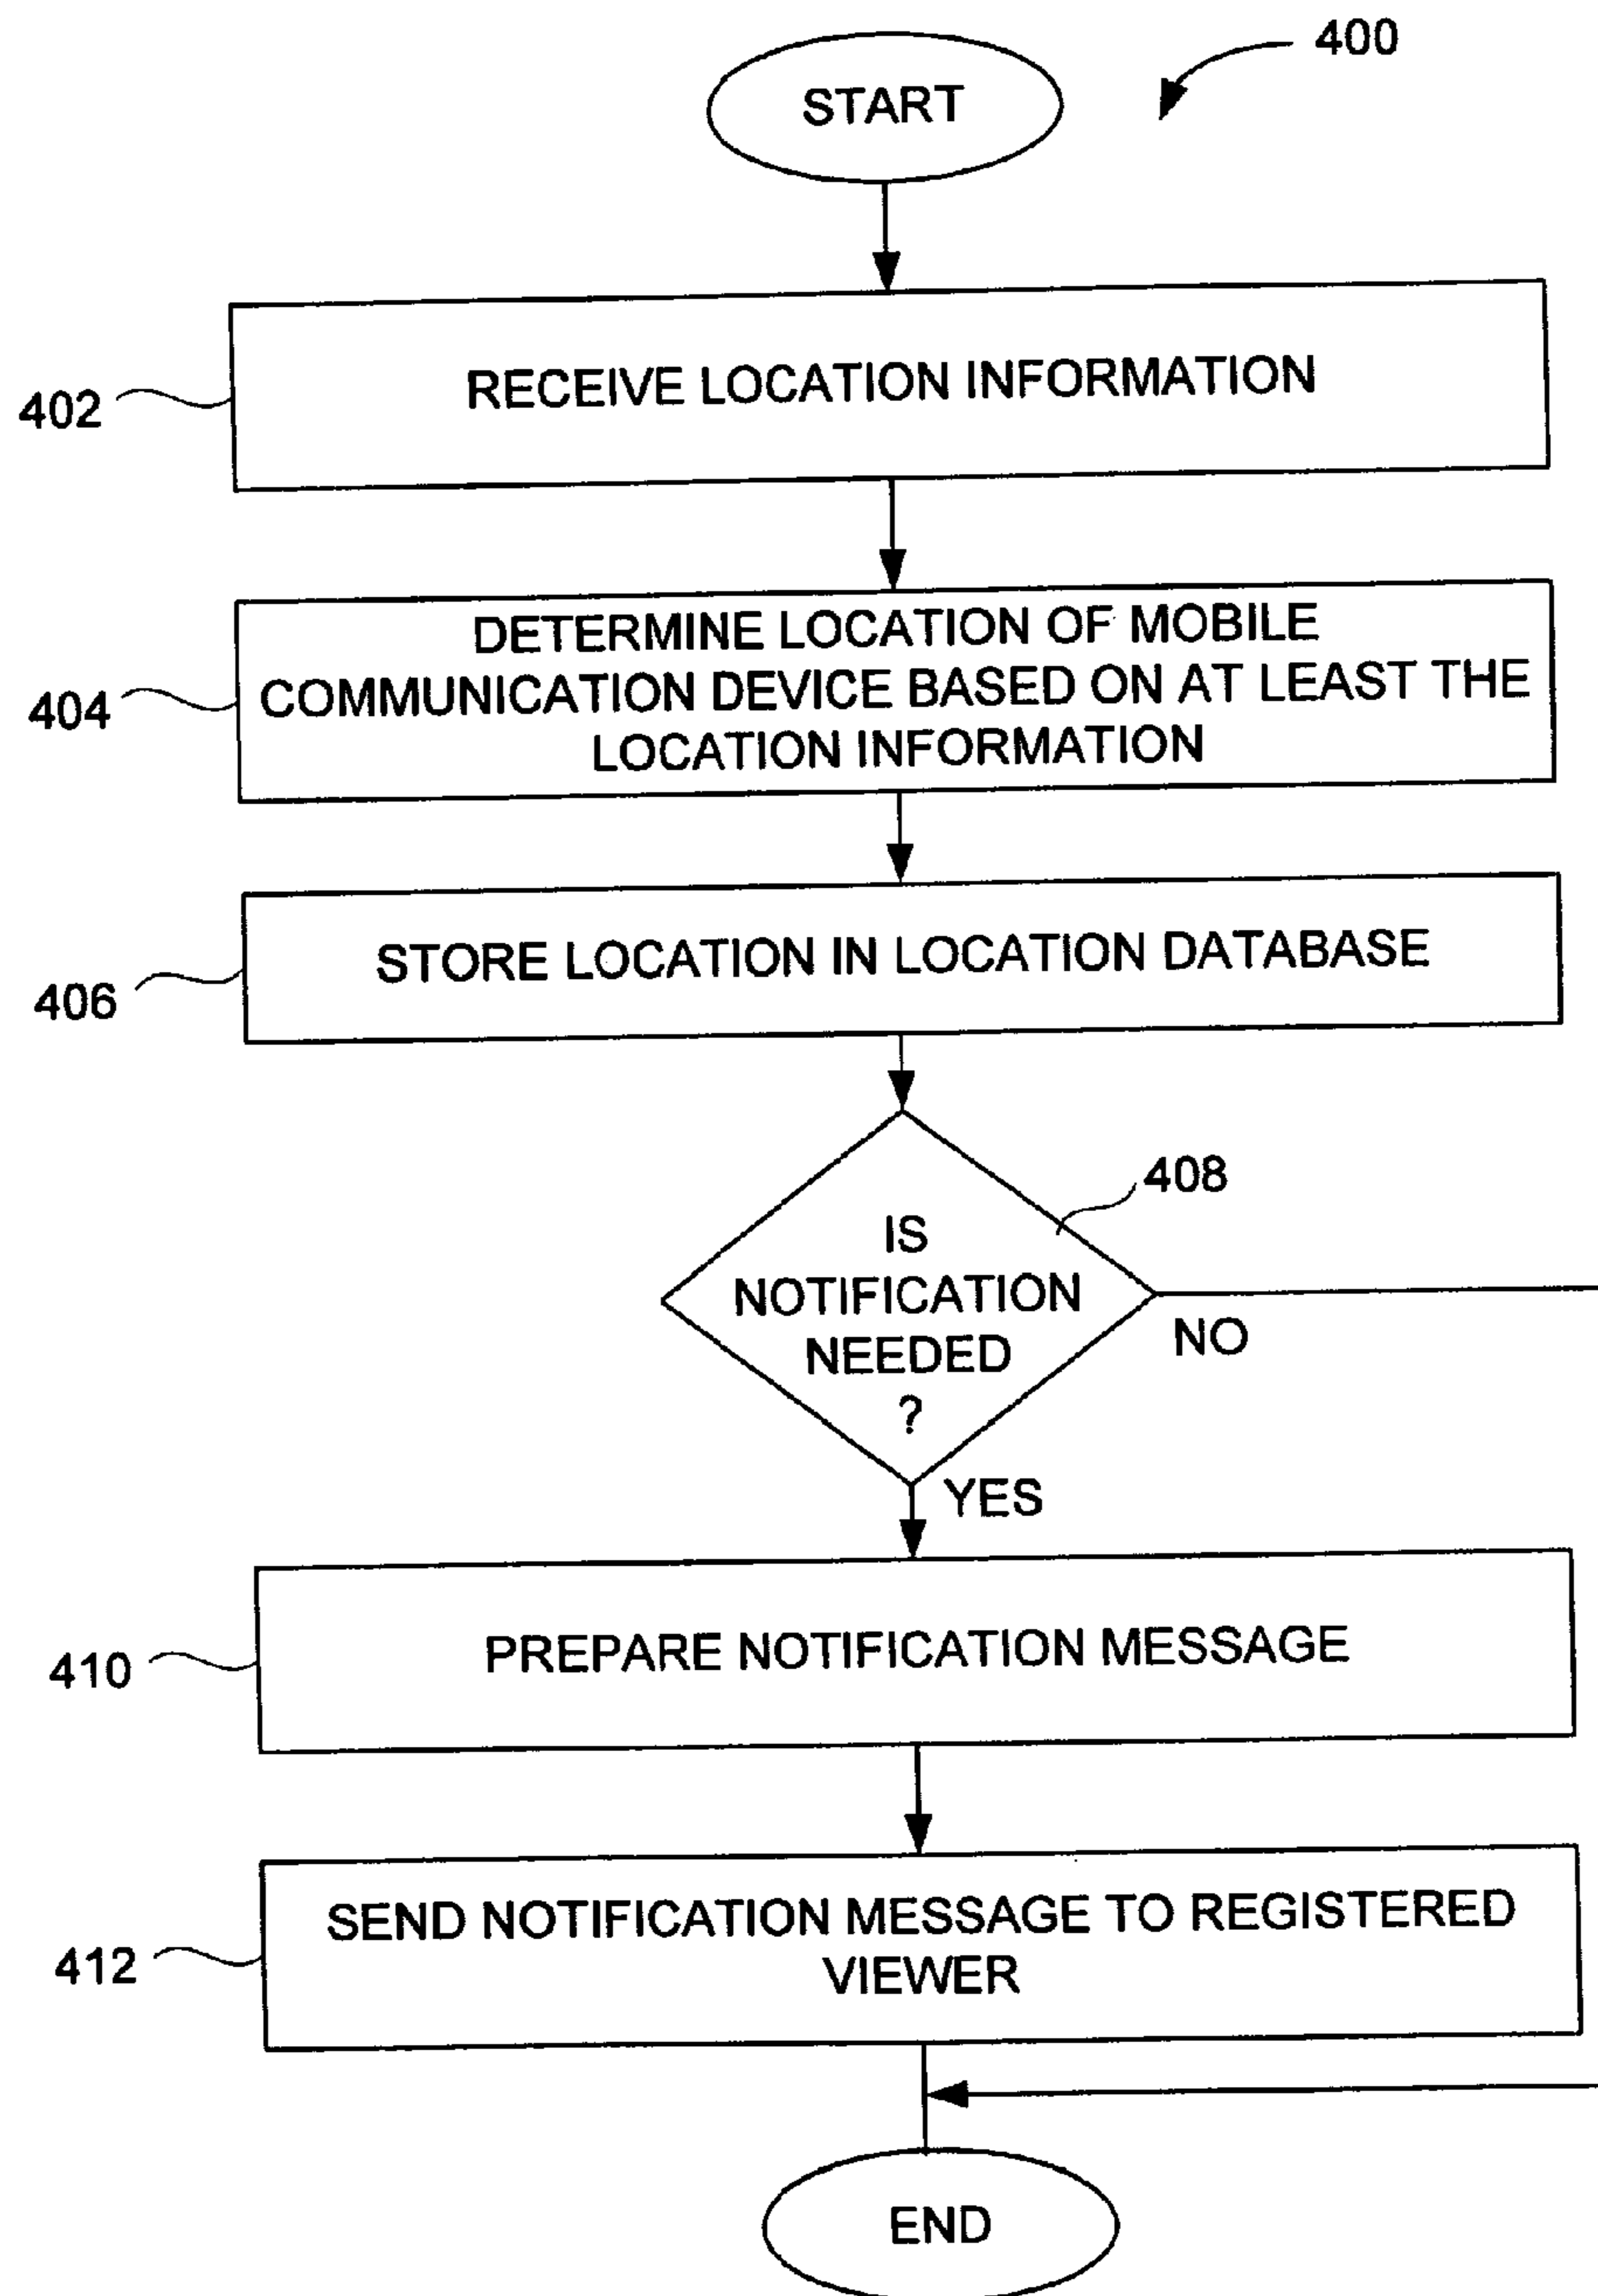 400
START
402
RECEIVE LOCATION INFORMATION
404
DETERMINE LOCATION OF MOBILE
COMMUNICATION DEVICE BASED ON AT LEAST THE
LOCATION INFORMATION
406
STORE LOCATION IN LOCATION DATABASE
408
IS
NOTIFICATION
NEEDED
?
NO
YES
410
PREPARE NOTIFICATION MESSAGE
412
SEND NOTIFICATION MESSAGE TO REGISTERED
VIEWER
END